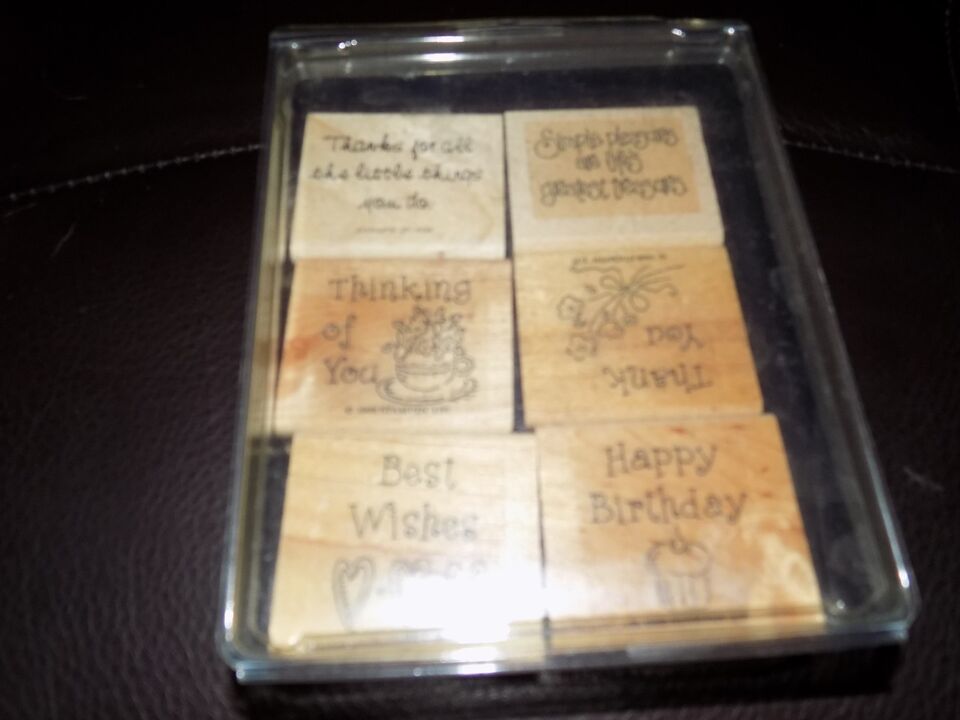 Thanks for all
the little things
you do.
Simple pleasures
are life's
greatest treasures
Thinking
of
You
Thank
You
Best
Wishes
Happy
Birthday